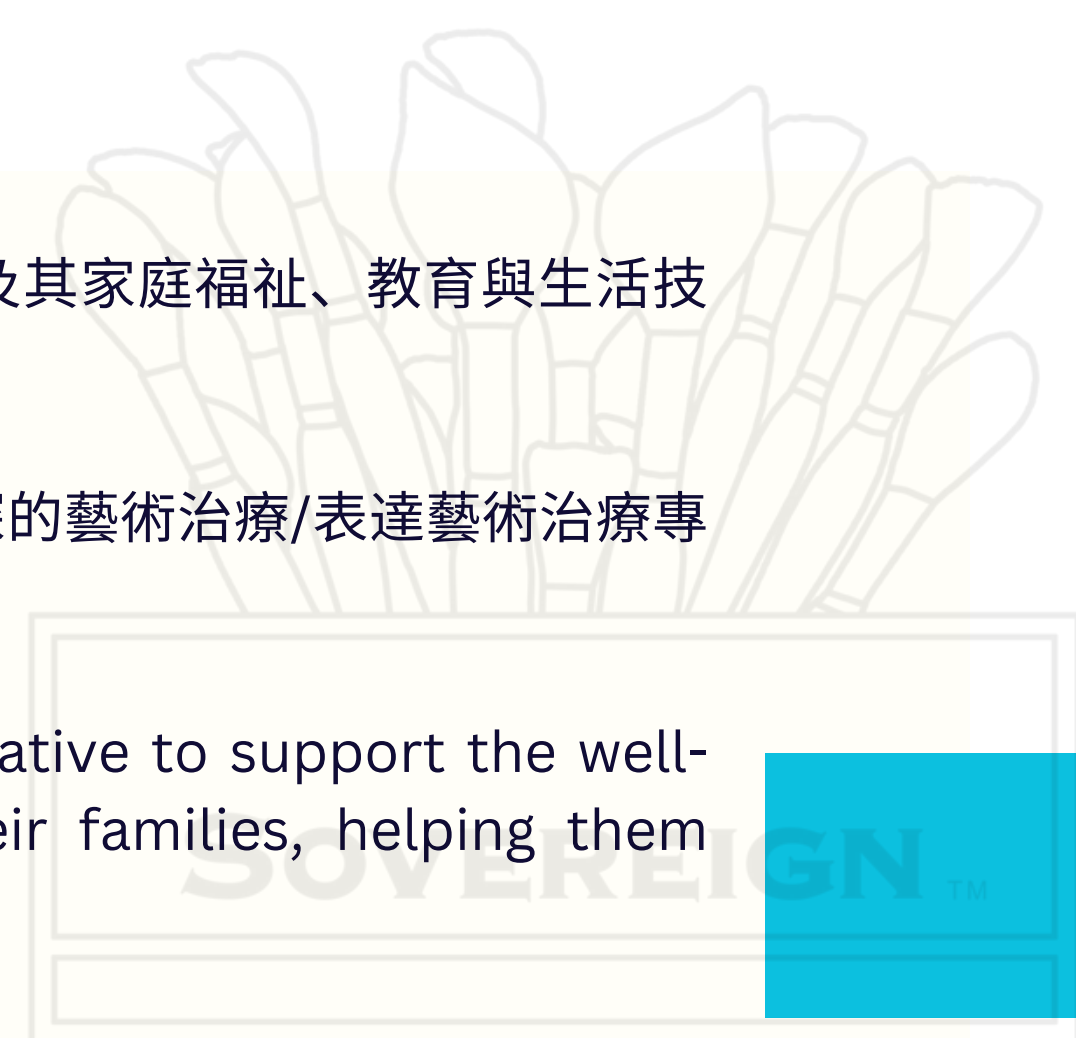 及其家庭福祉、教育與生活技
的藝術治療/表達藝術治療專
ative to support the well-
eir families, helping them
SOVEREIGN TM